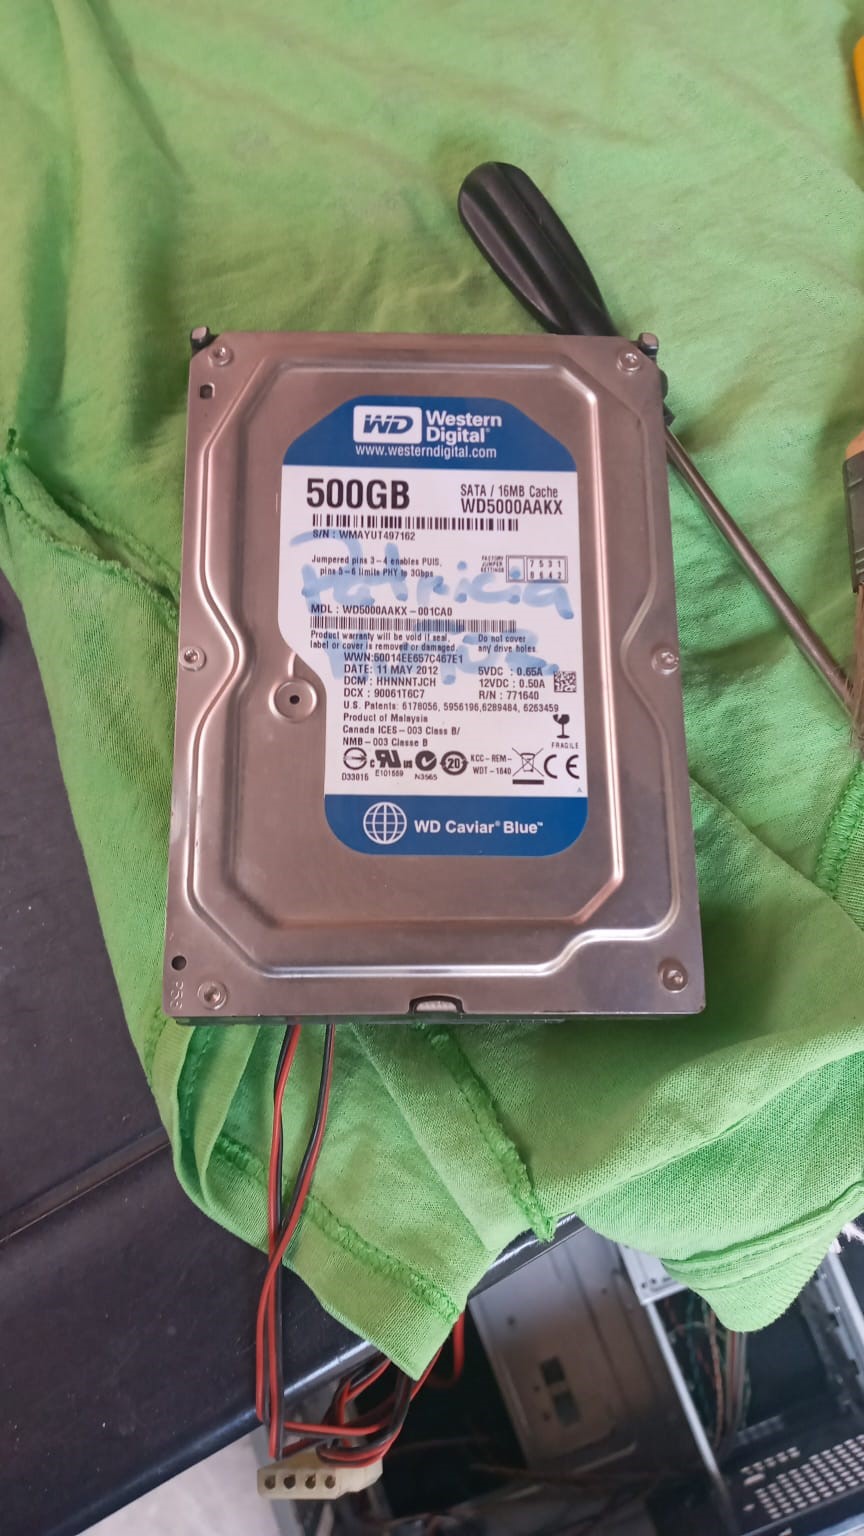 WD Western
Digital®
www.westerndigital.com
500GB
SATA / 16MB Cache
WD5000AAKX
S/N : WMAYUT497162
Jumpered pins 3-4 enables PUIS,
pins 5-6 limits PHY to 3Gbps
FACTORY
JUMPER
SETTINGS
7 5 3 1
8 6 4 2
Patricia
MDL : WD5000AAKX-001CA0
Product warranty will be void if seal,
label or cover is removed or damaged.
Do not cover
any drive holes
WWN:50014EE657C467E1
DATE: 11 MAY 2012
DCM : HHNNNTJCH
DCX : 90061T6C7
5VDC : 0.65A
12VDC : 0.50A
R/N : 771640
U.S. Patents: 6178056, 5956196,6289484, 6263459
Product of Malaysia
Canada ICES-003 Class B/
NMB-003 Classe B
FRAGILE
D33016
E101559
N3565
20
KCC-REM-
WDT-1640
CE
WD Caviar® Blue™